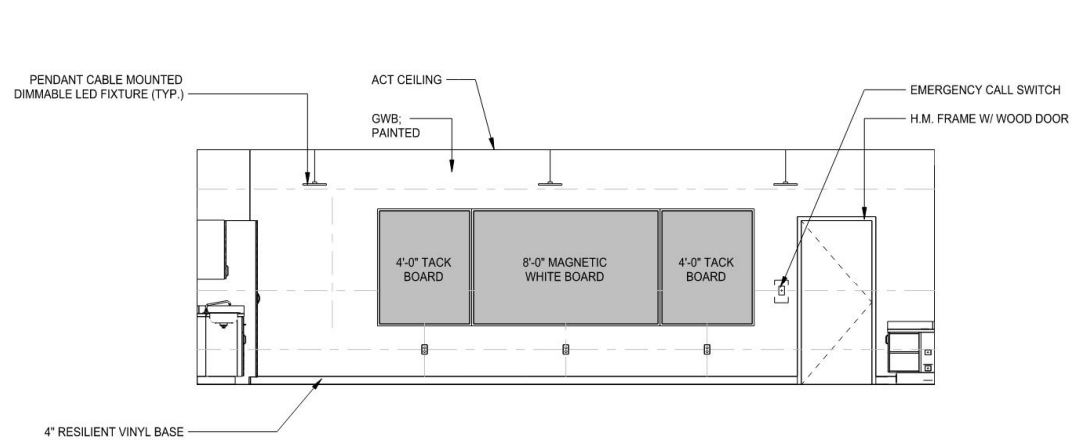 PENDANT CABLE MOUNTED
DIMMABLE LED FIXTURE (TYP.)
ACT CEILING
GWB;
PAINTED
EMERGENCY CALL SWITCH
H.M. FRAME W/ WOOD DOOR
4'-0" TACK
BOARD
8'-0" MAGNETIC
WHITE BOARD
4'-0" TACK
BOARD
4" RESILIENT VINYL BASE